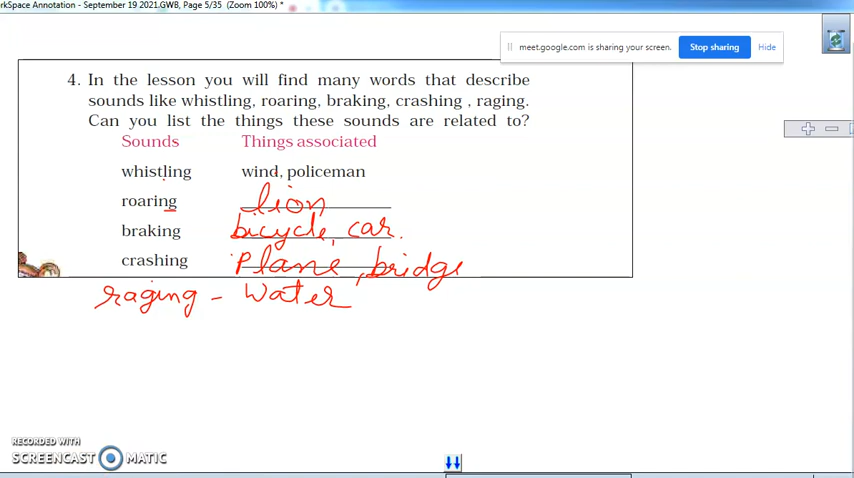 rkSpace Annotation - September 19 2021.GWB, Page 5/35 (Zoom 100%) *
meet.google.com is sharing your screen. Stop sharing Hide
4. In the lesson you will find many words that describe
sounds like whistling, roaring, braking, crashing , raging.
Can you list the things these sounds are related to?
Sounds Things associated
whistling wind, policeman
roaring lion
braking bicycle, car.
crashing Plane, bridge
raging - Water
RECORDED WITH
SCREENCAST MATIC